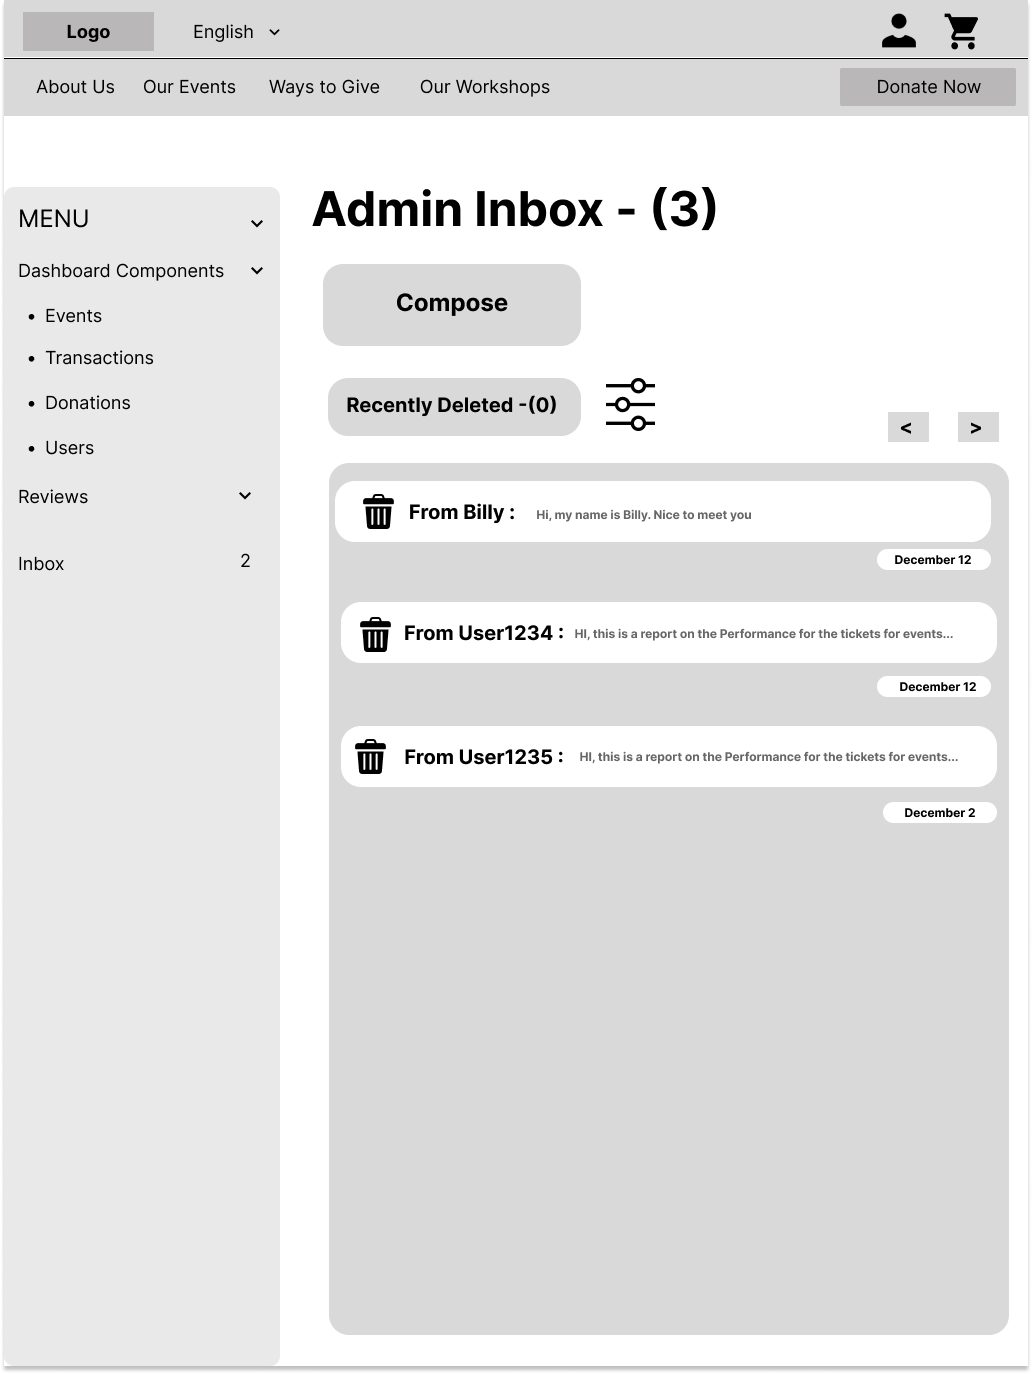 Logo
English
About Us
Our Events
Ways to Give
Our Workshops
Donate Now
MENU
Dashboard Components
• Events
• Transactions
• Donations
• Users
Reviews
Inbox 2
Admin Inbox - (3)
Compose
Recently Deleted -(0)
< >
From Billy : Hi, my name is Billy. Nice to meet you
December 12
From User1234 : HI, this is a report on the Performance for the tickets for events...
December 12
From User1235 : HI, this is a report on the Performance for the tickets for events...
December 2